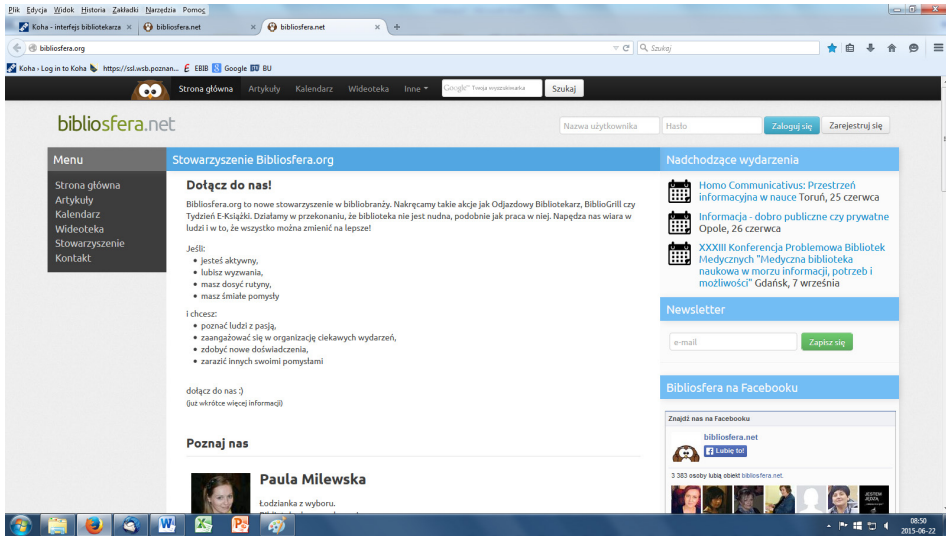 Plik Edycja Widok Historia Zakładki Narzędzia Pomoc
Koha - interfejs bibliotekarza
bibliosfera.net
bibliosfera.net
bibliosfera.org
Szukaj
Koha › Log in to Koha
https://ssl.wsb.poznan...
EBIB
Google
BU
Strona główna
Artykuły
Kalendarz
Wideoteka
Inne
Google™ Twoja wyszukiwarka
Szukaj
bibliosfera.net
Nazwa użytkownika
Hasło
Zaloguj się
Zarejestruj się
Menu
Strona główna
Artykuły
Kalendarz
Wideoteka
Stowarzyszenie
Kontakt
Stowarzyszenie Bibliosfera.org
Dołącz do nas!
Bibliosfera.org to nowe stowarzyszenie w bibliobranży. Nakręcamy takie akcje jak Odjazdowy Bibliotekarz, BiblioGrill czy
Tydzień E-Książki. Działamy w przekonaniu, że biblioteka nie jest nudna, podobnie jak praca w niej. Napędza nas wiara w
ludzi i w to, że wszystko można zmienić na lepsze!
Jeśli:
• jesteś aktywny,
• lubisz wyzwania,
• masz dosyć rutyny,
• masz śmiałe pomysły
i chcesz:
• poznać ludzi z pasją,
• zaangażować się w organizację ciekawych wydarzeń,
• zdobyć nowe doświadczenia,
• zarazić innych swoimi pomysłami
dołącz do nas :)
(już wkrótce więcej informacji)
Poznaj nas
Paula Milewska
Łodzianka z wyboru.
Nadchodzące wydarzenia
Homo Communicativus: Przestrzeń
informacyjna w nauce Toruń, 25 czerwca
Informacja - dobro publiczne czy prywatne
Opole, 26 czerwca
XXXIII Konferencja Problemowa Bibliotek
Medycznych "Medyczna biblioteka
naukowa w morzu informacji, potrzeb i
możliwości" Gdańsk, 7 września
Newsletter
e-mail
Zapisz się
Bibliosfera na Facebooku
Znajdź nas na Facebooku
bibliosfera.net
Lubię to!
3 383 osoby lubią obiekt bibliosfera.net.
08:50
2015-06-22